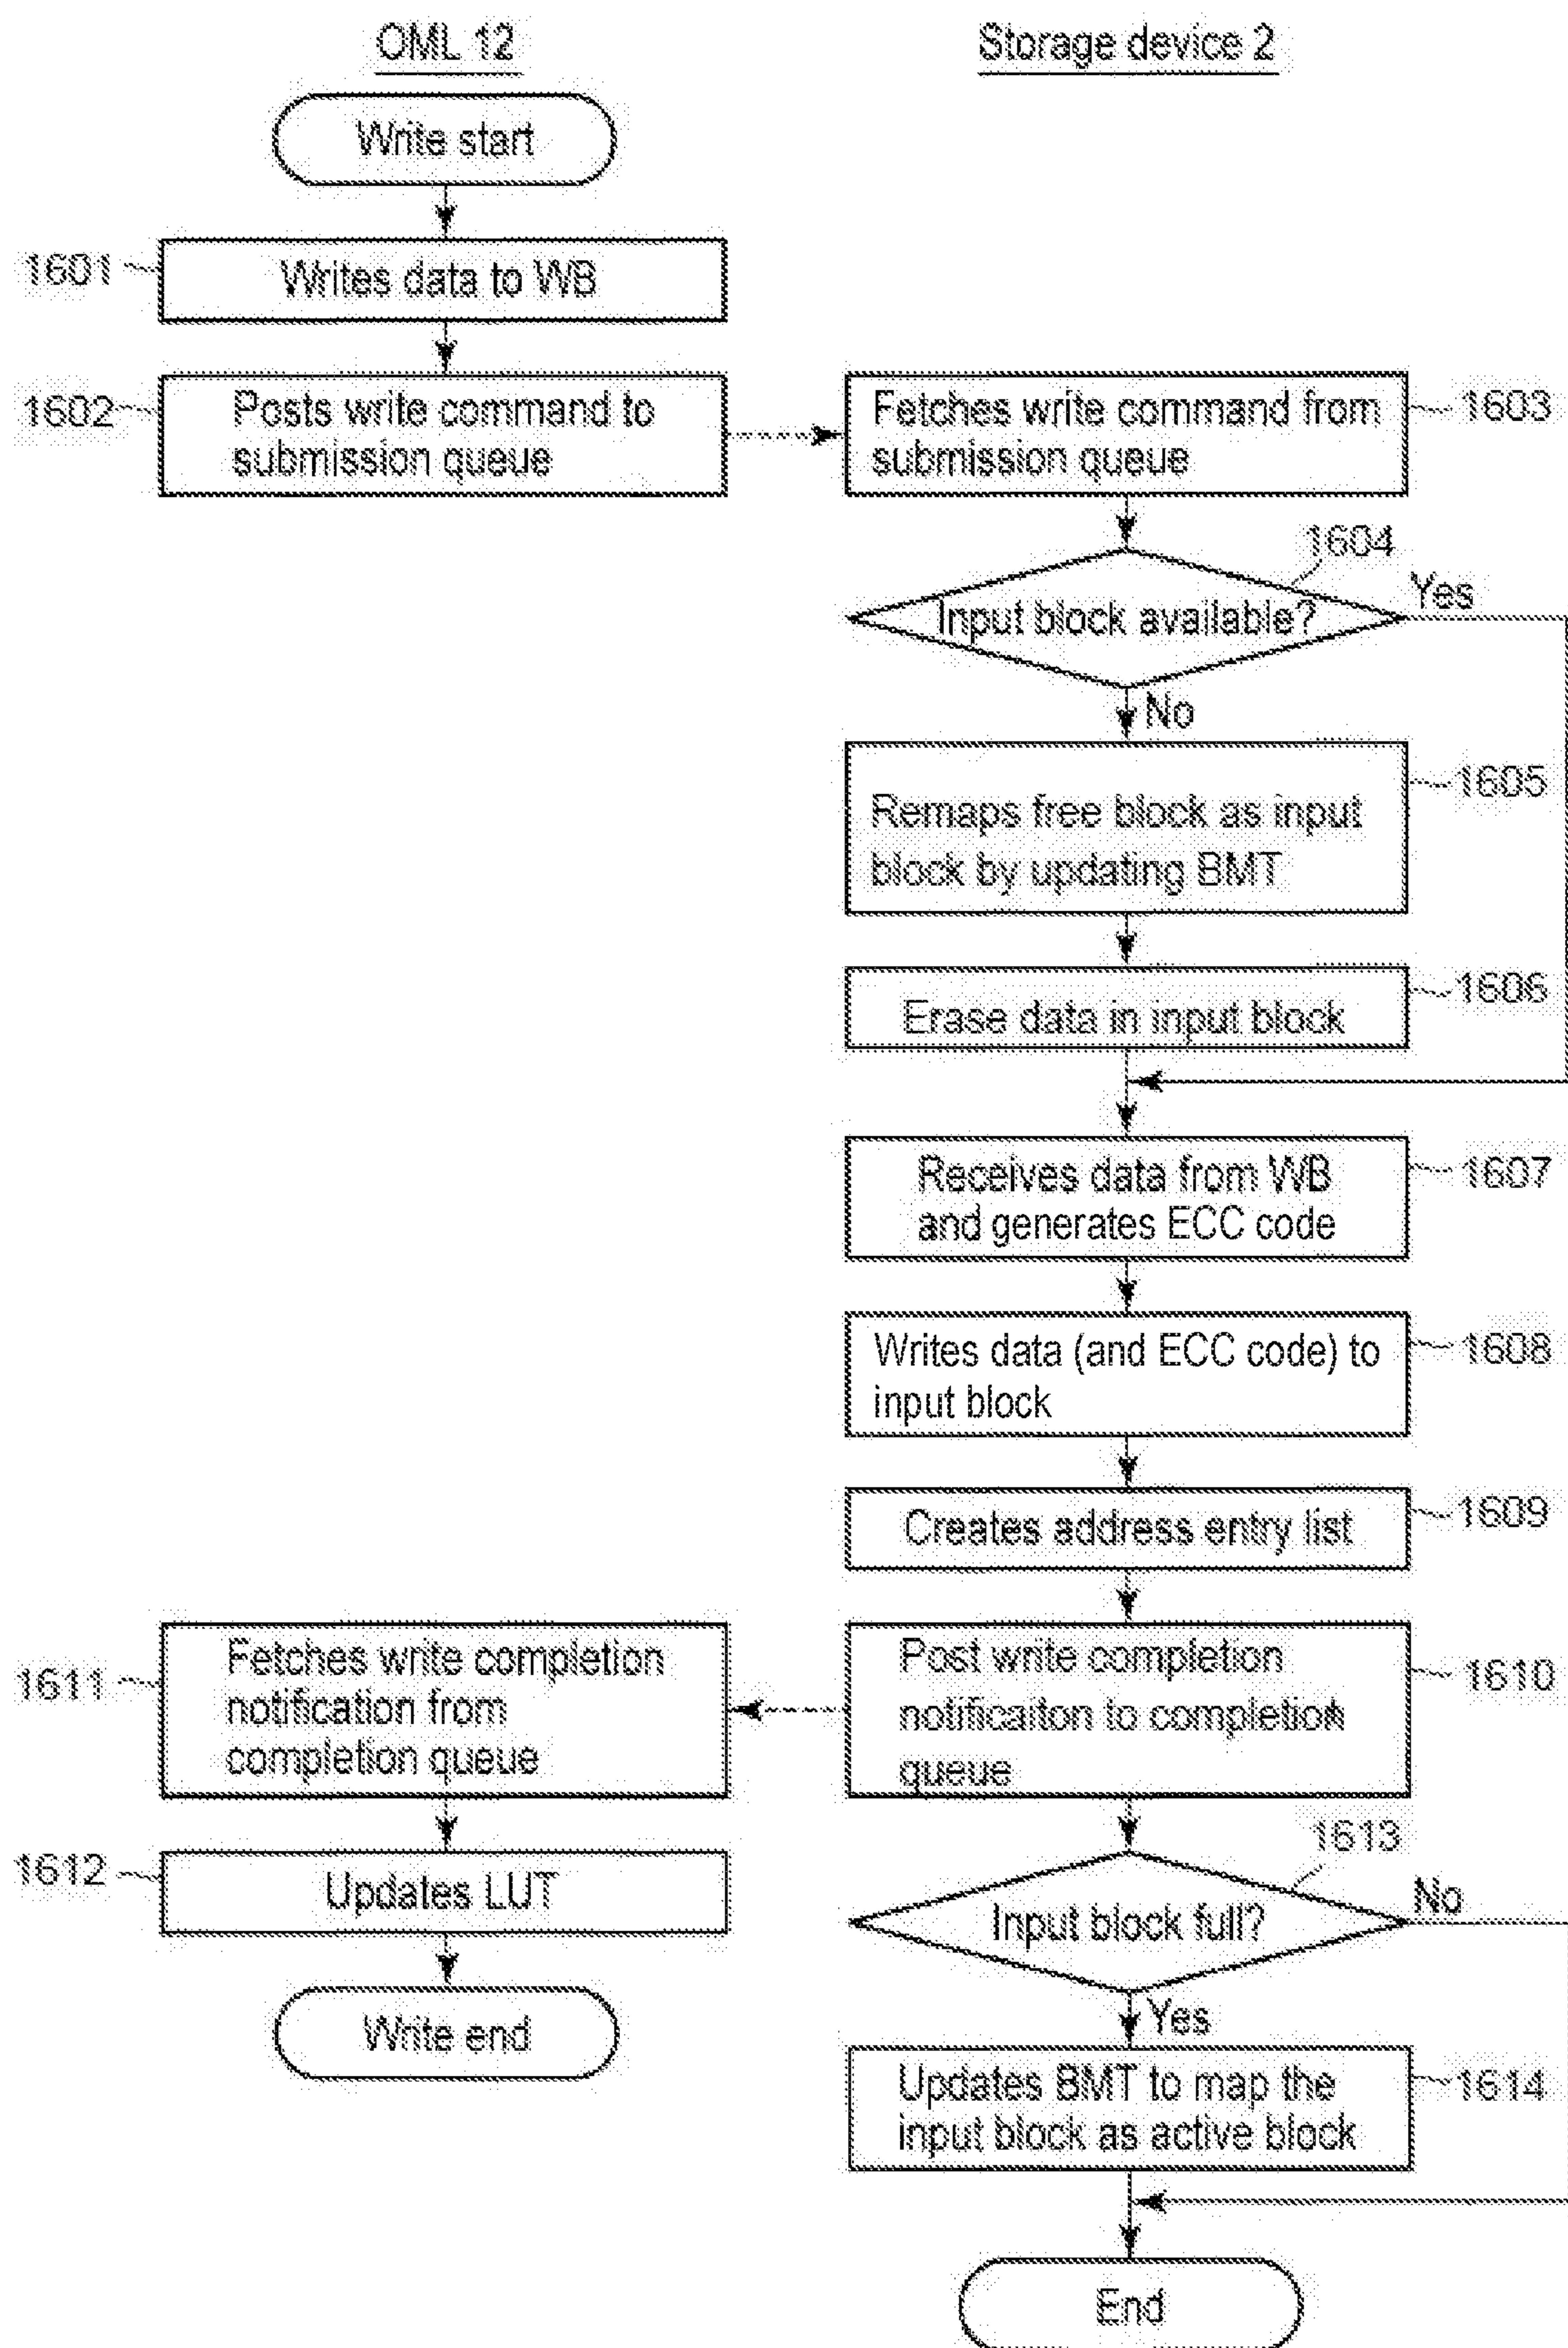 OML 12
Storage device 2
Write start
1601
Writes data to WB
1602
Posts write command to
submission queue
Fetches write command from
submission queue
1603
1604
Input block available?
Yes
No
Remaps free block as input
block by updating BMT
1605
Erase data in input block
1606
Receives data from WB
and generates ECC code
1607
Writes data (and ECC code) to
input block
1608
Creates address entry list
1609
1611
Fetches write completion
notification from
completion queue
Post write completion
notificaiton to completion
queue
1610
1612
Updates LUT
1613
Input block full?
No
Write end
Yes
Updates BMT to map the
input block as active block
1614
End